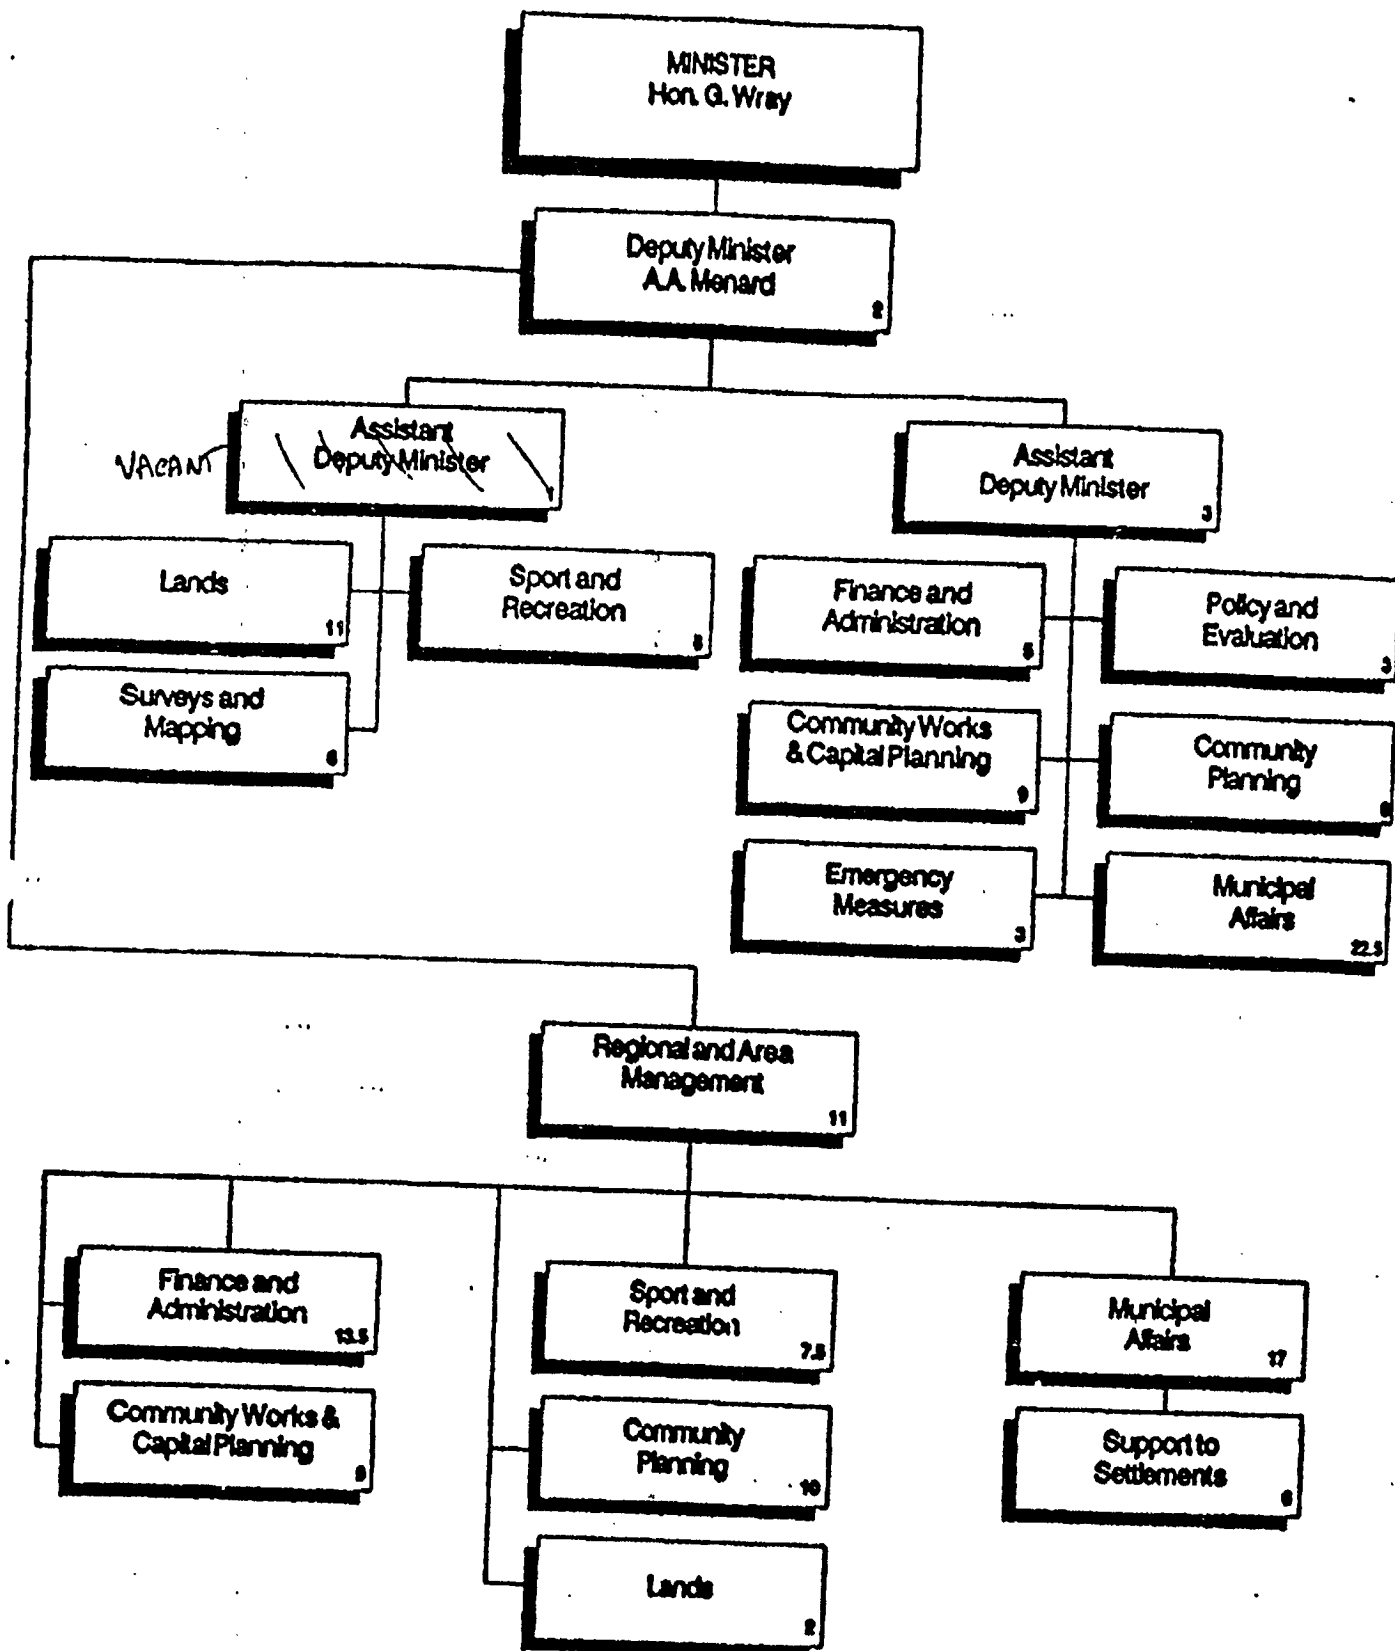 MINISTER
Hon. G. Wray
Deputy Minister
A.A. Menard
2
VACANT
Assistant
Deputy Minister
1
Assistant
Deputy Minister
3
Lands
11
Sport and
Recreation
Surveys and
Mapping
Finance and
Administration
5
Policy and
Evaluation
3
Community Works
& Capital Planning
9
Community
Planning
Emergency
Measures
3
Municipal
Affairs
22.5
Regional and Area
Management
11
Finance and
Administration
13.5
Sport and
Recreation
7.5
Municipal
Affairs
17
Community Works &
Capital Planning
Community
Planning
10
Support to
Settlements
6
Lands
2